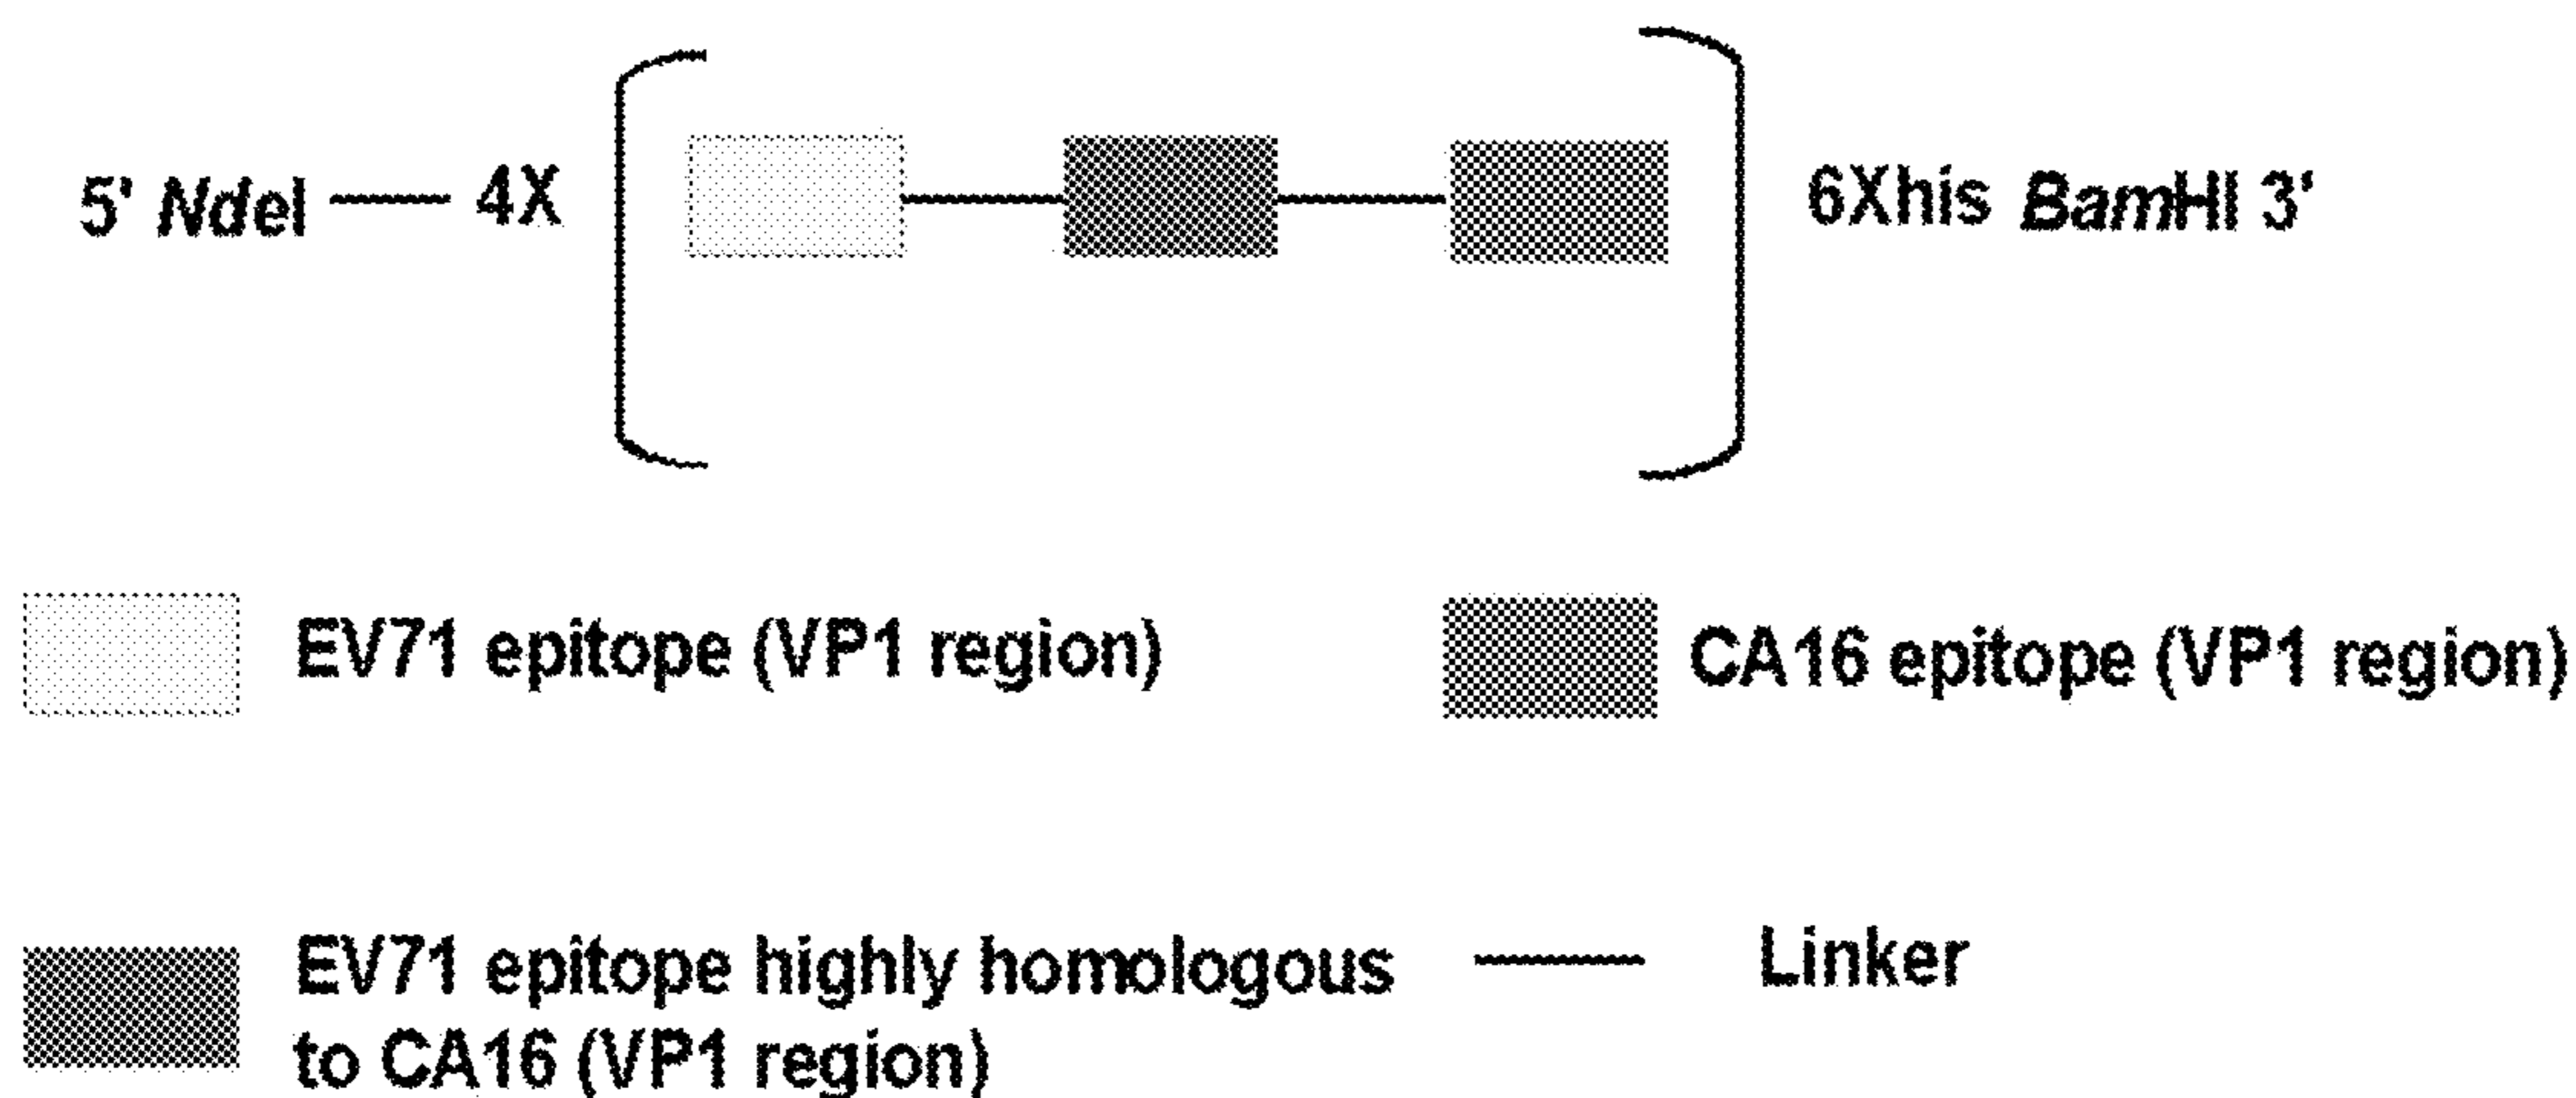 5' NdeI 4X 6Xhis BamHI 3'
EV71 epitope (VP1 region)
CA16 epitope (VP1 region)
EV71 epitope highly homologous
to CA16 (VP1 region)
Linker